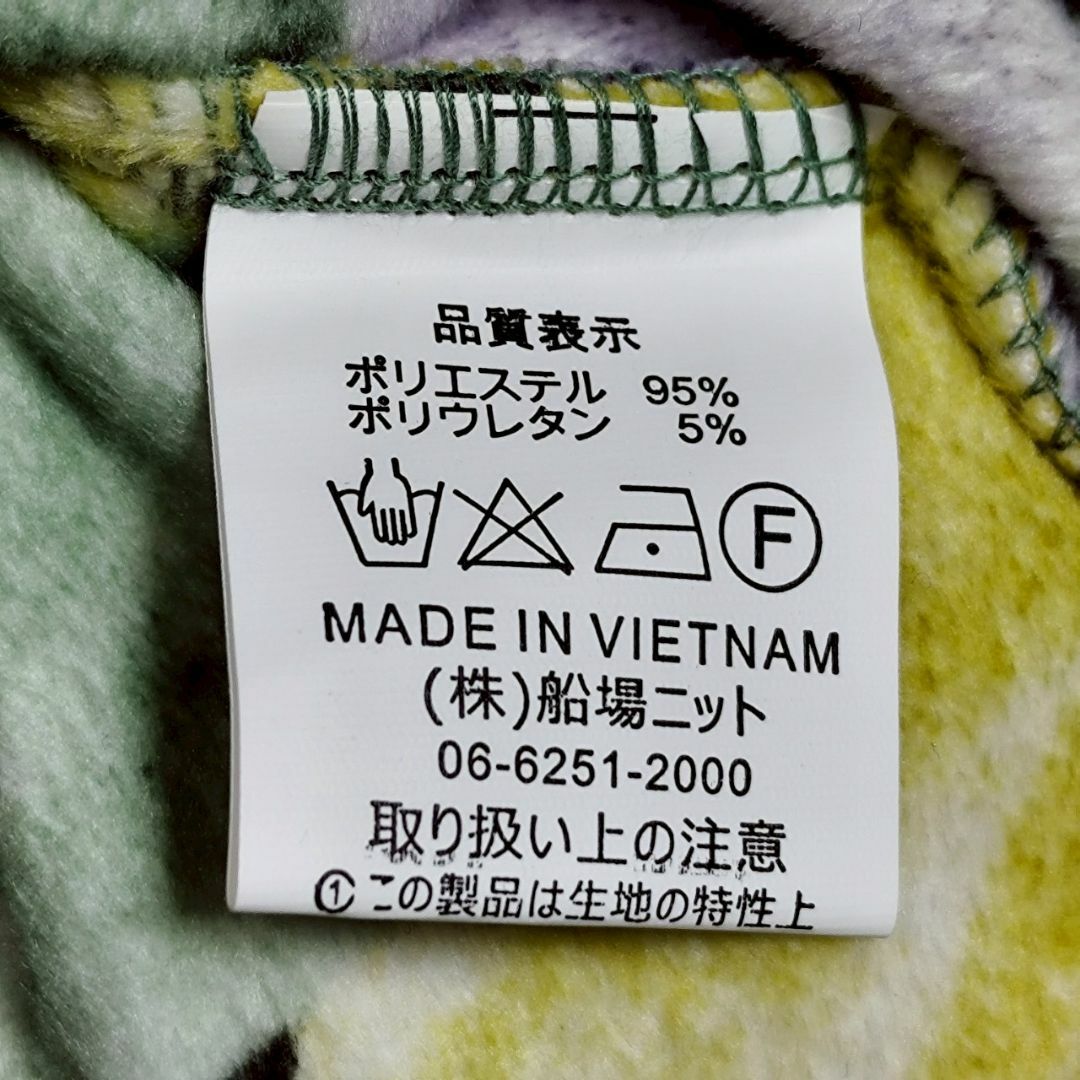 品質表示
ポリエステル 95%
ポリウレタン 5%
F
MADE IN VIETNAM
(株)船場ニット
06-6251-2000
取り扱い上の注意
①この製品は生地の特性上